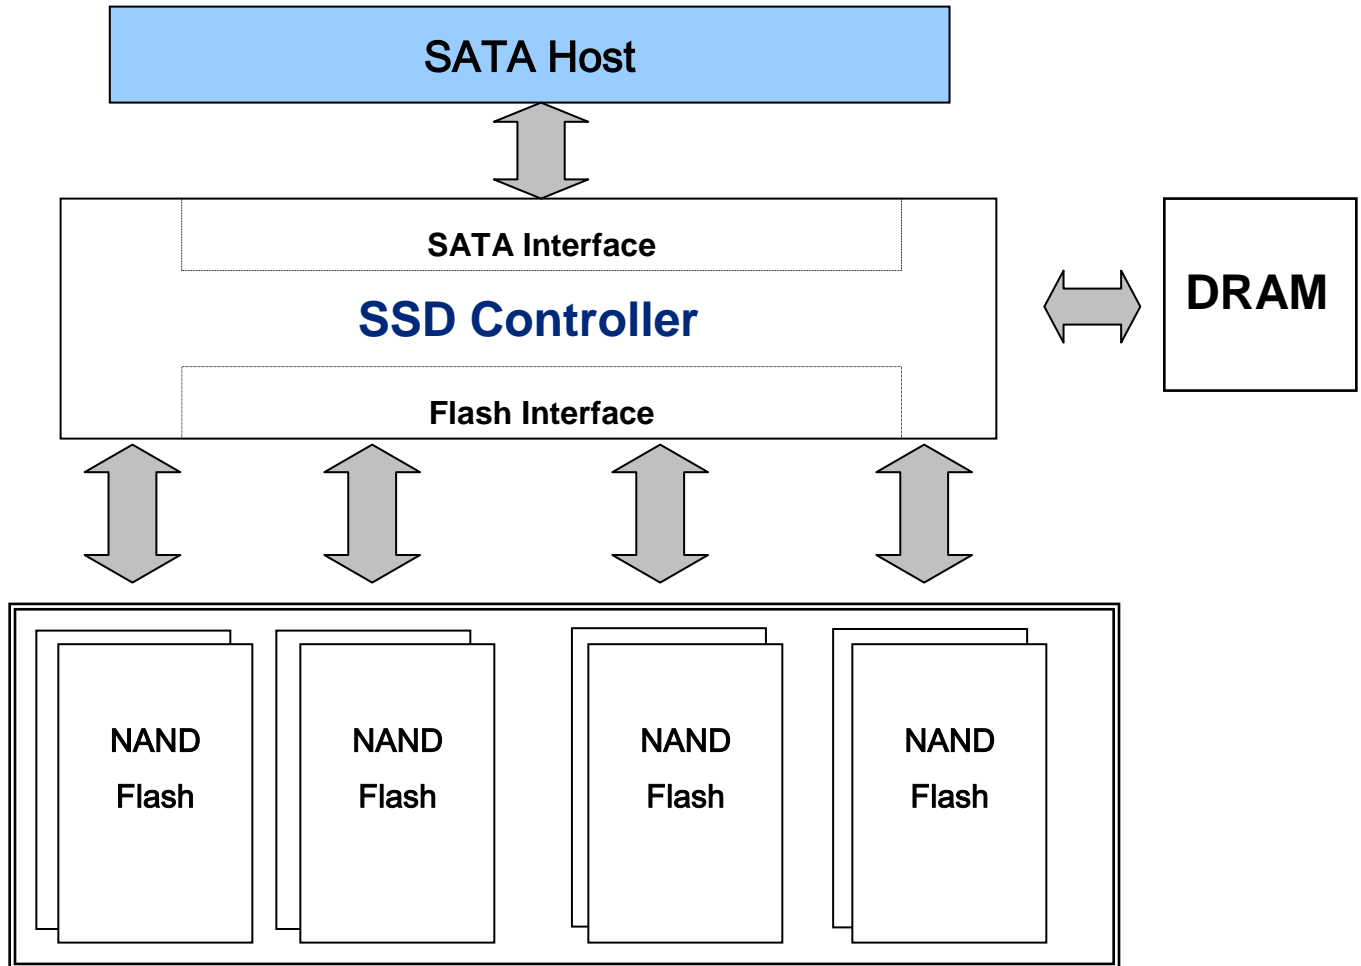 SATA Host
SATA Interface
SSD Controller
DRAM
Flash Interface
NAND
Flash
NAND
Flash
NAND
Flash
NAND
Flash